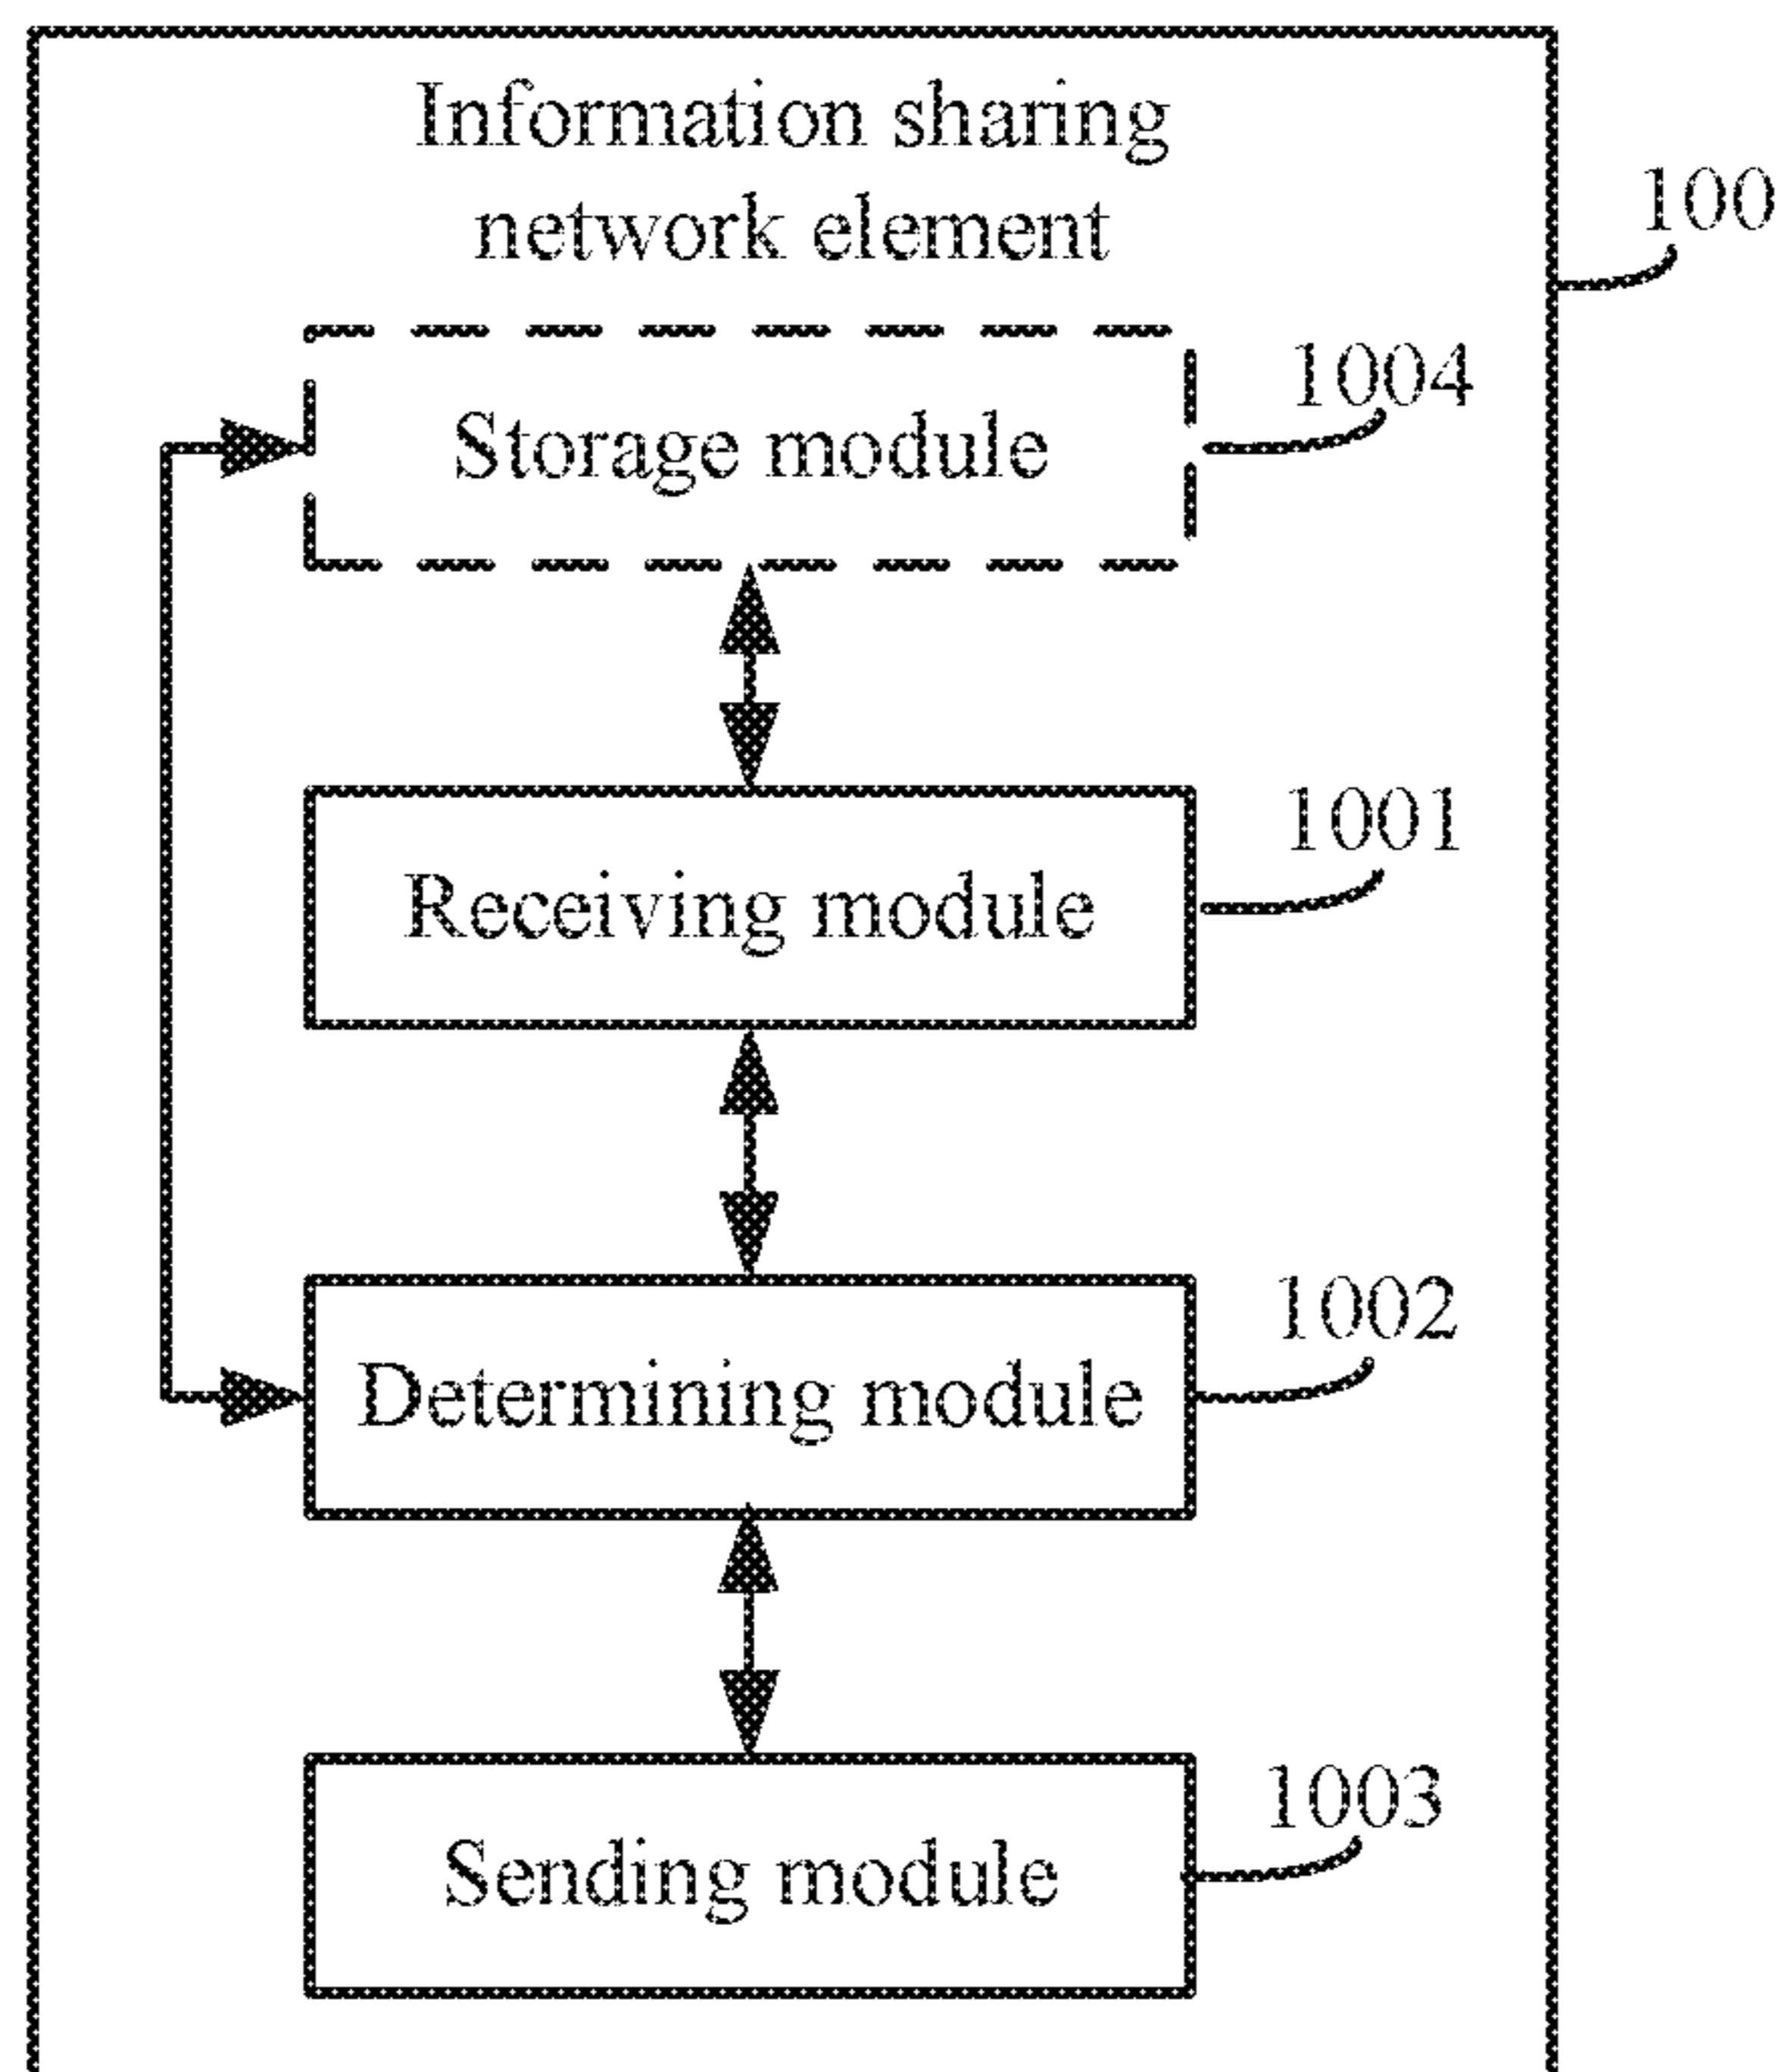 Information sharing
network element
100
Storage module
1004
Receiving module
1001
Determining module
1002
Sending module
1003